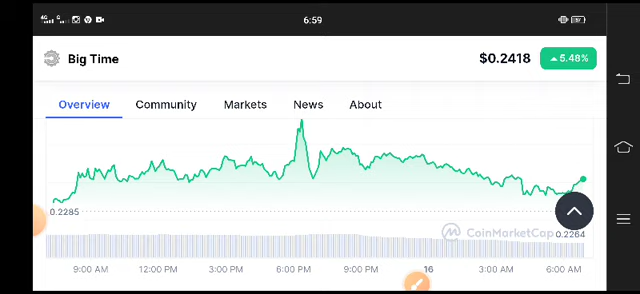 6:59
Big Time
$0.2418
5.48%
Overview Community Markets News About
0.2285
CoinMarketCap
0.2264
9:00 AM 12:00 PM 3:00 PM 6:00 PM 9:00 PM 16 3:00 AM 6:00 AM